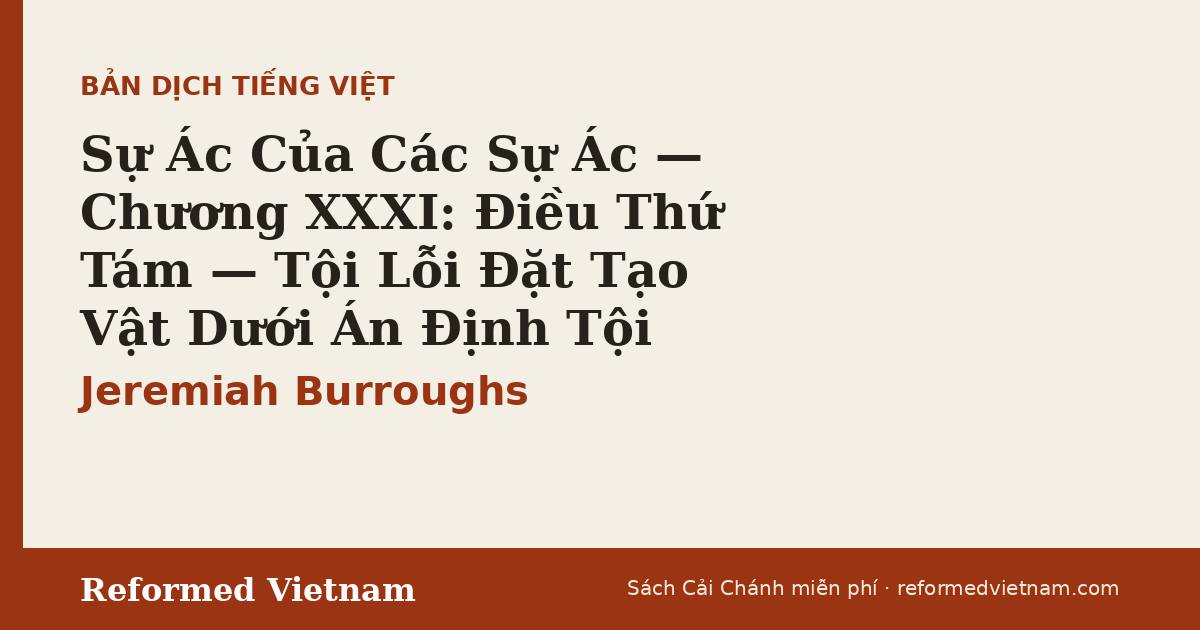 BẢN DỊCH TIẾNG VIỆT
Sự Ác Của Các Sự Ác —
Chương XXXI: Điều Thứ
Tám — Tội Lỗi Đặt Tạo
Vật Dưới Án Định Tội
Jeremiah Burroughs
Reformed Vietnam
Sách Cải Chánh miễn phí · reformedvietnam.com